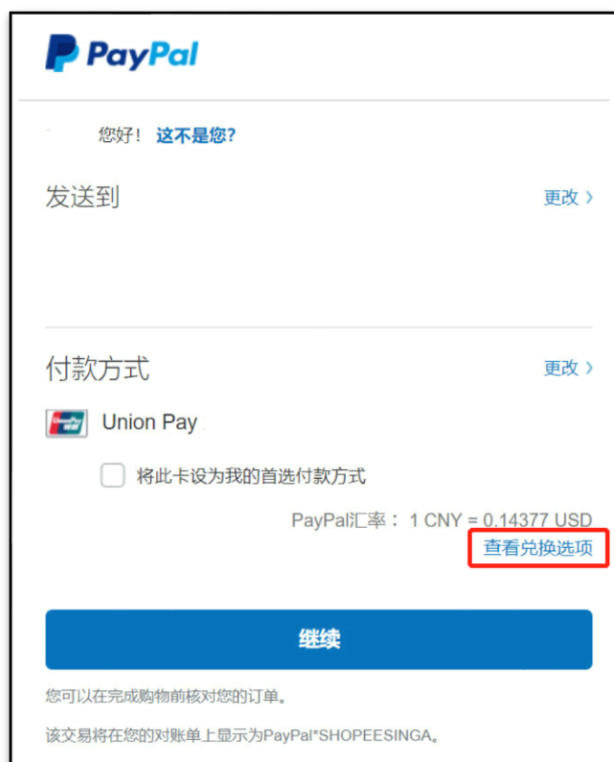 PayPal
您好! 这不是您?
发送到
更改 >
付款方式
更改 >
Union Pay
将此卡设为我的首选付款方式
PayPal汇率： 1 CNY = 0.14377 USD
查看兑换选项
继续
您可以在完成购物前核对您的订单。
该交易将在您的对账单上显示为PayPal*SHOPEESINGA。